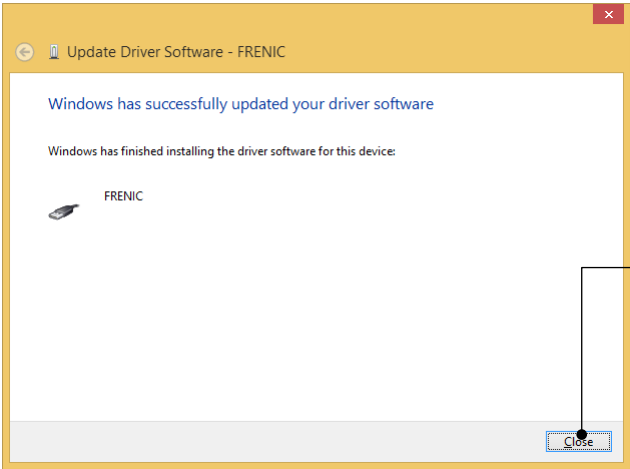 Update Driver Software - FRENIC
Windows has successfully updated your driver software
Windows has finished installing the driver software for this device:
FRENIC
Close